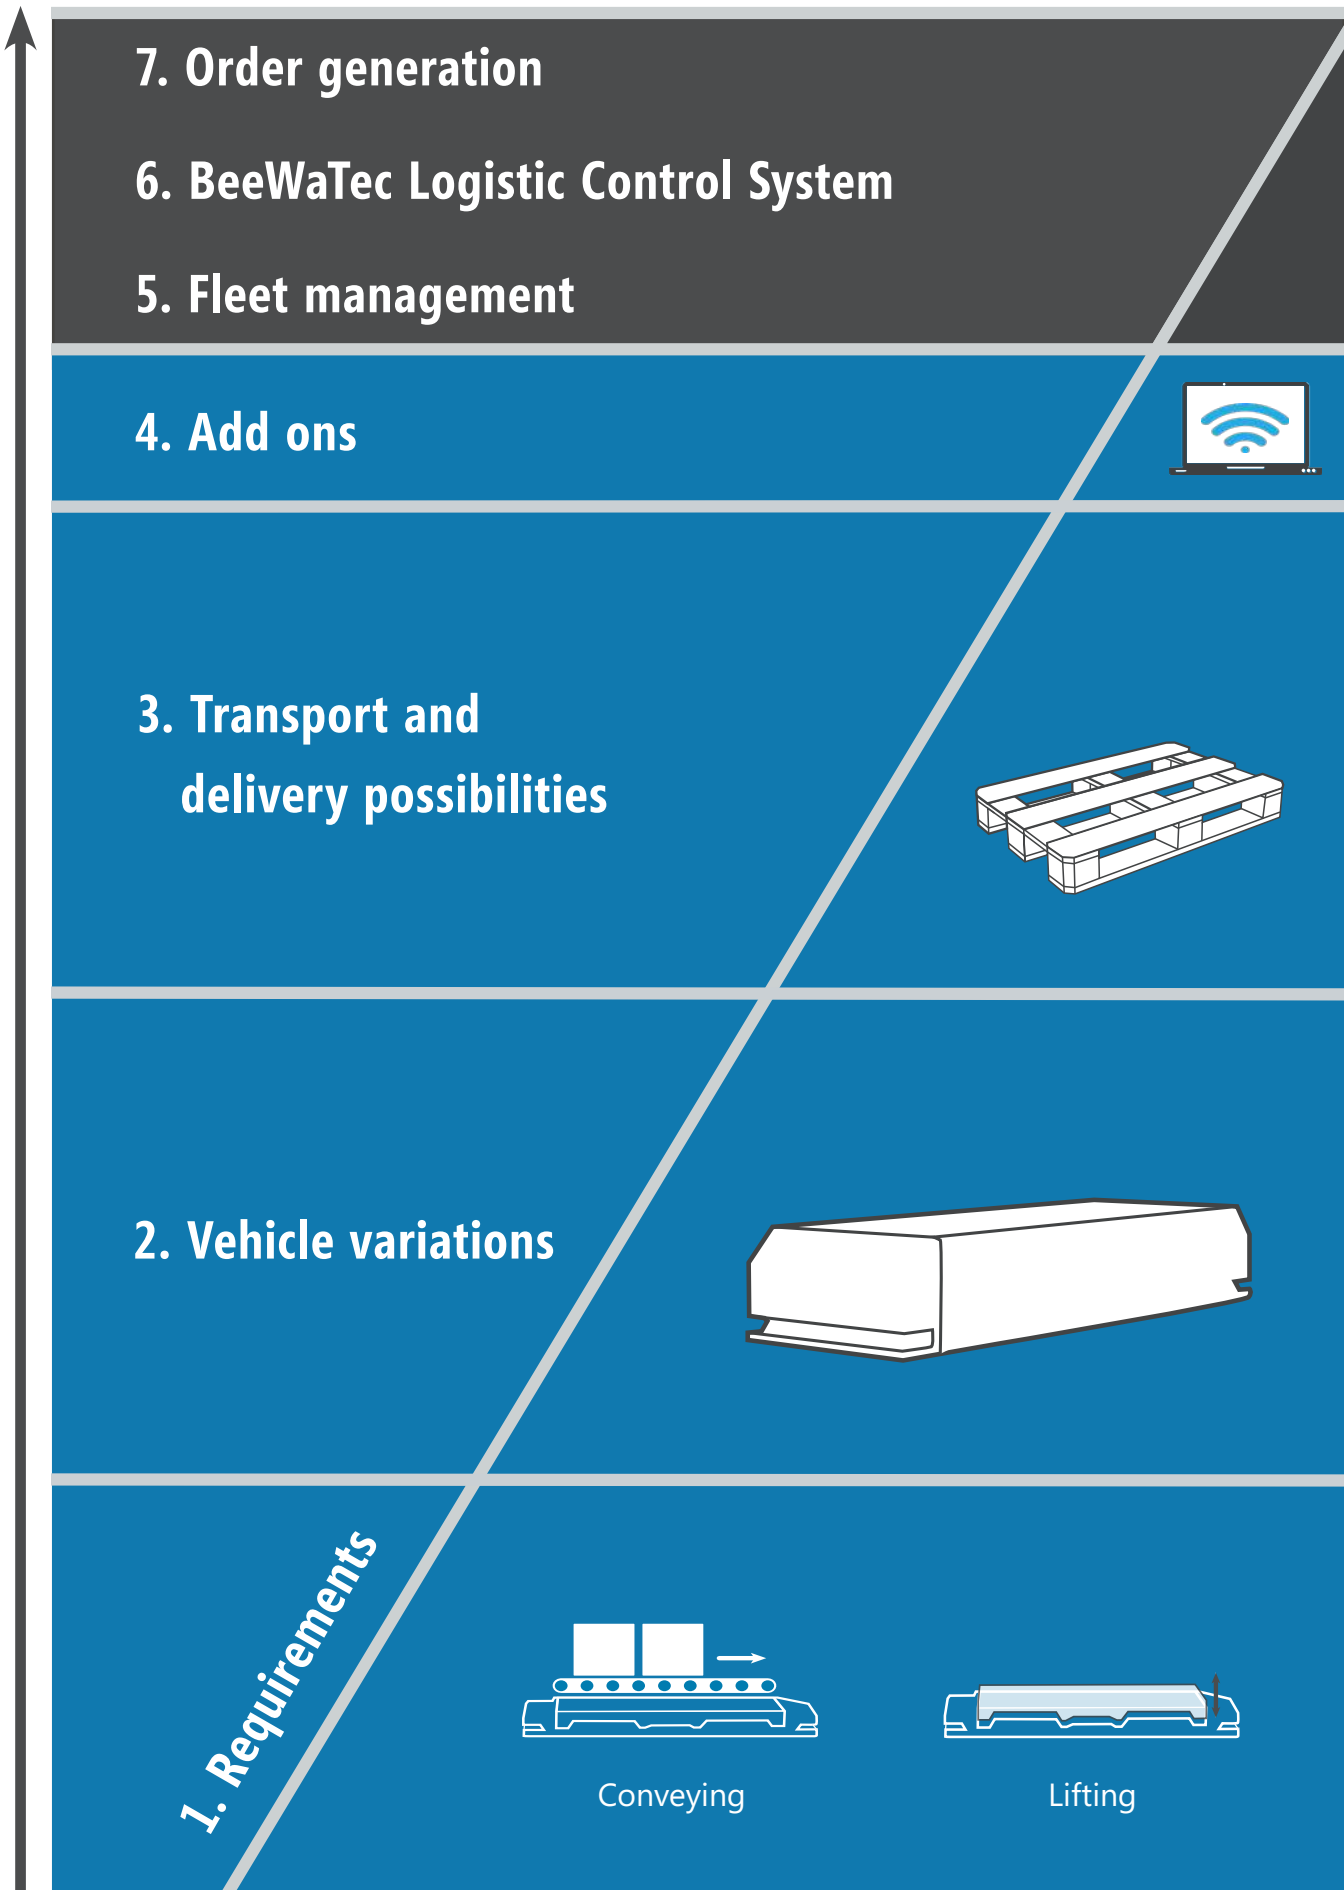 7. Order generation
6. BeeWaTec Logistic Control System
5. Fleet management
4. Add ons
3. Transport and
delivery possibilities
2. Vehicle variations
1. Requirements
Conveying
Lifting